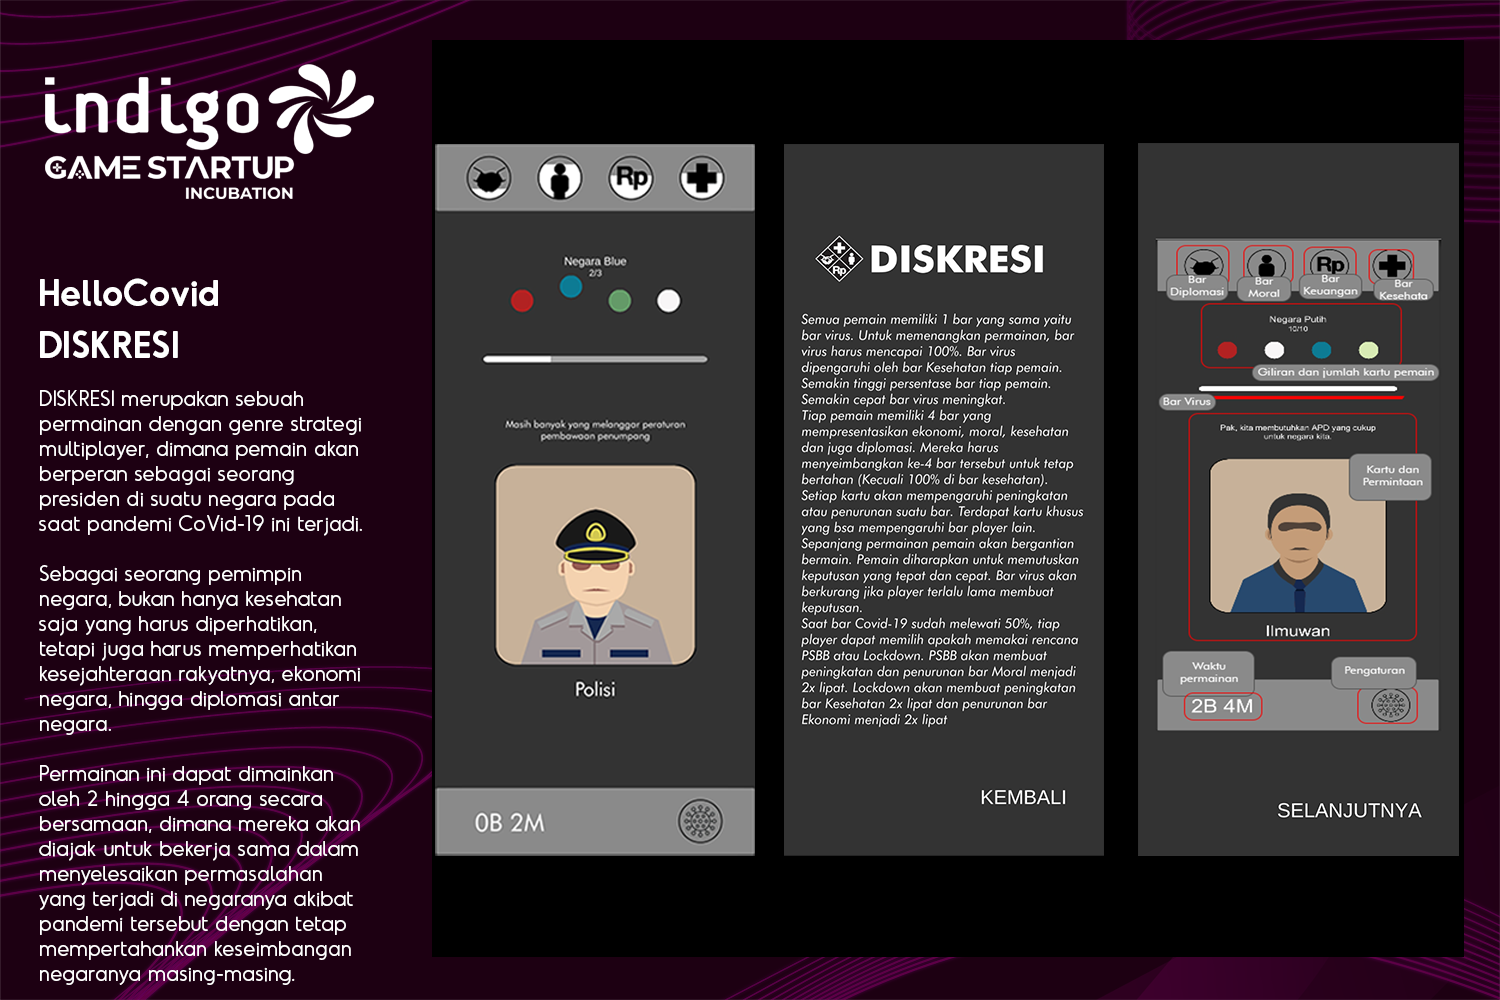 indigo
GAME STARTUP
INCUBATION
HelloCovid
DISKRESI
DISKRESI merupakan sebuah
permainan dengan genre strategi
multiplayer, dimana pemain akan
berperan sebagai seorang
presiden di suatu negara pada
saat pandemi CoVid-19 ini terjadi.
Sebagai seorang pemimpin
negara, bukan hanya kesehatan
saja yang harus diperhatikan,
tetapi juga harus memperhatikan
kesejahteraan rakyatnya, ekonomi
negara, hingga diplomasi antar
negara.
Permainan ini dapat dimainkan
oleh 2 hingga 4 orang secara
bersamaan, dimana mereka akan
diajak untuk bekerja sama dalam
menyelesaikan permasalahan
yang terjadi di negaranya akibat
pandemi tersebut dengan tetap
mempertahankan keseimbangan
negaranya masing-masing.
Rp
Negara Blue
2/3
Masih banyak yang melanggar peraturan
pembawaan penumpang
Polisi
0B 2M
Rp
DISKRESI
Semua pemain memiliki 1 bar yang sama yaitu
bar virus. Untuk memenangkan permainan, bar
virus harus mencapai 100%. Bar virus
dipengaruhi oleh bar Kesehatan tiap pemain.
Semakin tinggi persentase bar tiap pemain.
Semakin cepat bar virus meningkat.
Tiap pemain memiliki 4 bar yang
mempresentasikan ekonomi, moral, kesehatan
dan juga diplomasi. Mereka harus
menyeimbangkan ke-4 bar tersebut untuk tetap
bertahan (Kecuali 100% di bar kesehatan).
Setiap kartu akan mempengaruhi peningkatan
atau penurunan suatu bar. Terdapat kartu khusus
yang bsa mempengaruhi bar player lain.
Sepanjang permainan pemain akan bergantian
bermain. Pemain diharapkan untuk memutuskan
keputusan yang tepat dan cepat. Bar virus akan
berkurang jika player terlalu lama membuat
keputusan.
Saat bar Covid-19 sudah melewati 50%, tiap
player dapat memilih apakah memakai rencana
PSBB atau Lockdown. PSBB akan membuat
peningkatan dan penurunan bar Moral menjadi
2x lipat. Lockdown akan membuat peningkatan
bar Kesehatan 2x lipat dan penurunan bar
Ekonomi menjadi 2x lipat
KEMBALI
Rp
Bar
Diplomasi
Bar
Moral
Bar
Keuangan
Bar
Kesehata
Negara Putih
10/10
Giliran dan jumlah kartu pemain
Bar Virus
Pak, kita membutuhkan APD yang cukup
untuk negara kita.
Kartu dan
Permintaan
Ilmuwan
Waktu
permainan
Pengaturan
2B 4M
SELANJUTNYA